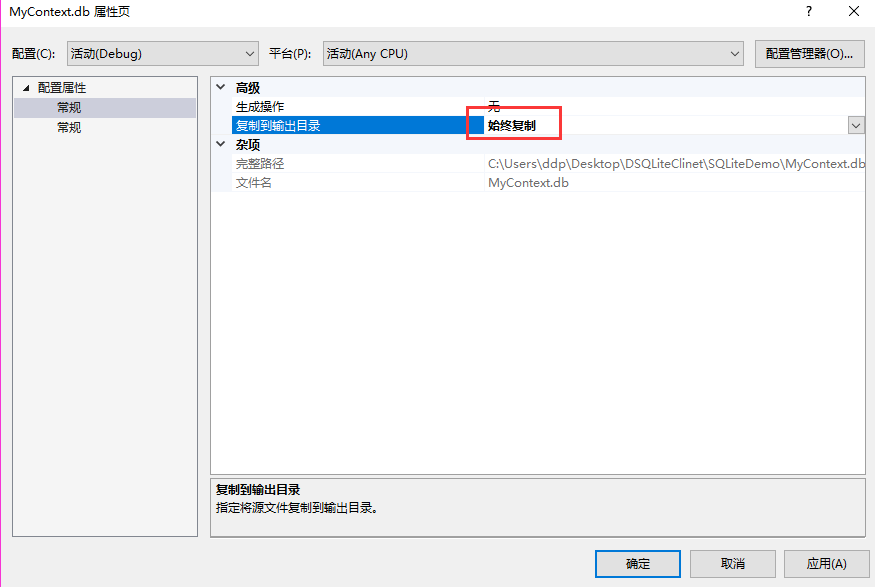 MyContext.db 属性页
配置(C): 活动(Debug) 平台(P): 活动(Any CPU) 配置管理器(O)...
配置属性
常规
常规
高级
生成操作 无
复制到输出目录 始终复制
杂项
完整路径 C:\Users\ddp\Desktop\DSQLiteClinet\SQLiteDemo\MyContext.db
文件名 MyContext.db
复制到输出目录
指定将源文件复制到输出目录。
确定 取消 应用(A)